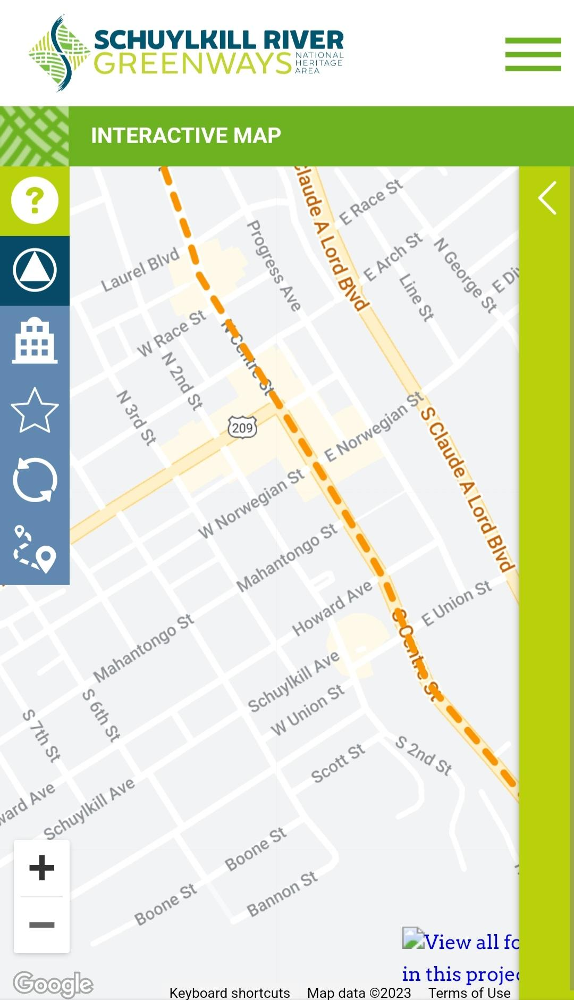 SCHUYLKILL RIVER
GREENWAYS
NATIONAL
HERITAGE
AREA
INTERACTIVE MAP
?
Claude A Lord Blvd
E Race St
Progress Ave
E Arch St
N George St
Laurel Blvd
Line St
W Race St
N Centre St
N 2nd St
N 3rd St
209
E Norwegian St
S Claude A Lord Blvd
W Norwegian St
Mahantongo St
Howard Ave
E Union St
Mahantongo St
S Centre St
Schuylkill Ave
W Union St
S 6th St
S 7th St
S 2nd St
Scott St
ward Ave
Schuylkill Ave
Boone St
Bannon St
Boone St
+
−
View all fo
in this projec
Google
Keyboard shortcuts
Map data ©2023
Terms of Use